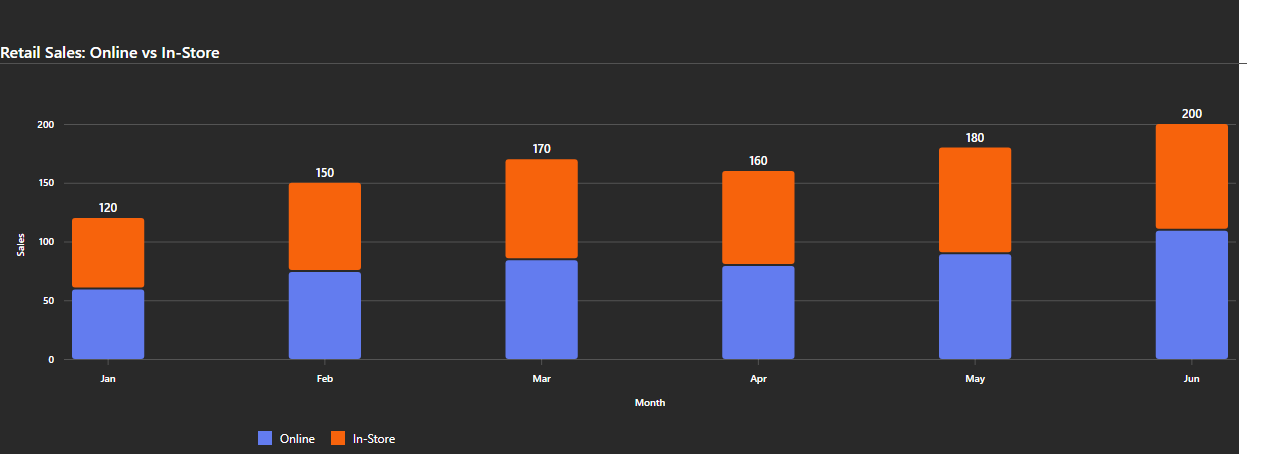 Retail Sales: Online vs In-Store
200
200
180
170
160
150
150
120
100
Sales
50
0
Jan Feb Mar Apr May Jun
Month
Online In-Store